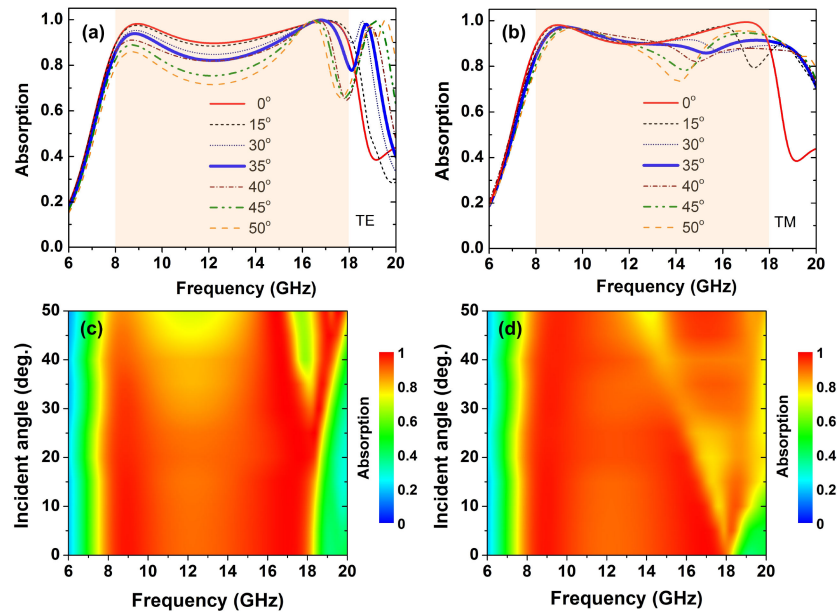 (a)
Absorption
1.0
0.8
0.6
0.4
0.2
0.0
0°
15°
30°
35°
40°
45°
50°
TE
6 8 10 12 14 16 18 20
Frequency (GHz)
(b)
Absorption
1.0
0.8
0.6
0.4
0.2
0.0
0°
15°
30°
35°
40°
45°
50°
TM
6 8 10 12 14 16 18 20
Frequency (GHz)
(c)
Incident angle (deg.)
50
40
30
20
10
0
6 8 10 12 14 16 18 20
Frequency (GHz)
Absorption
1
0.8
0.6
0.4
0.2
0
(d)
Incident angle (deg.)
50
40
30
20
10
0
6 8 10 12 14 16 18 20
Frequency (GHz)
Absorption
1
0.8
0.6
0.4
0.2
0